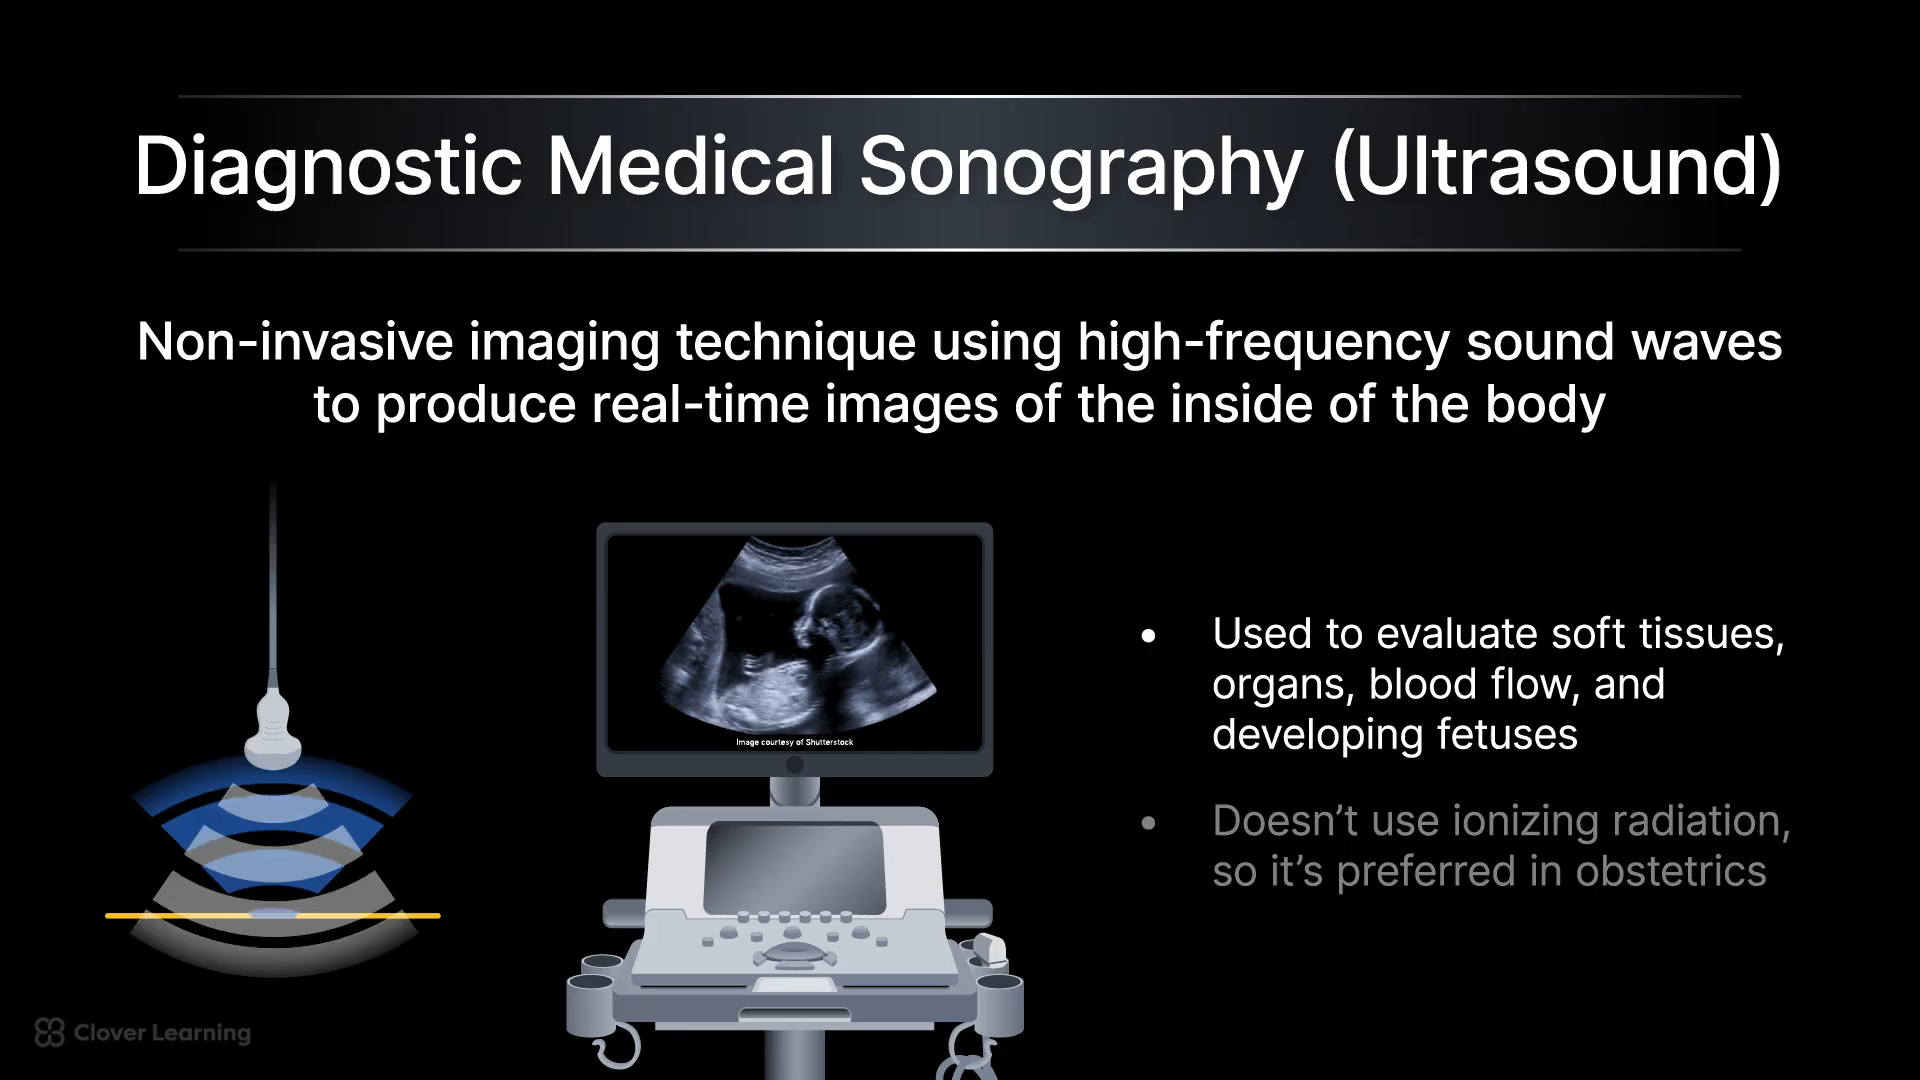 Diagnostic Medical Sonography (Ultrasound)
Non-invasive imaging technique using high-frequency sound waves
to produce real-time images of the inside of the body
Image courtesy of Shutterstock
• Used to evaluate soft tissues,
organs, blood flow, and
developing fetuses
• Doesn’t use ionizing radiation,
so it’s preferred in obstetrics
Clover Learning